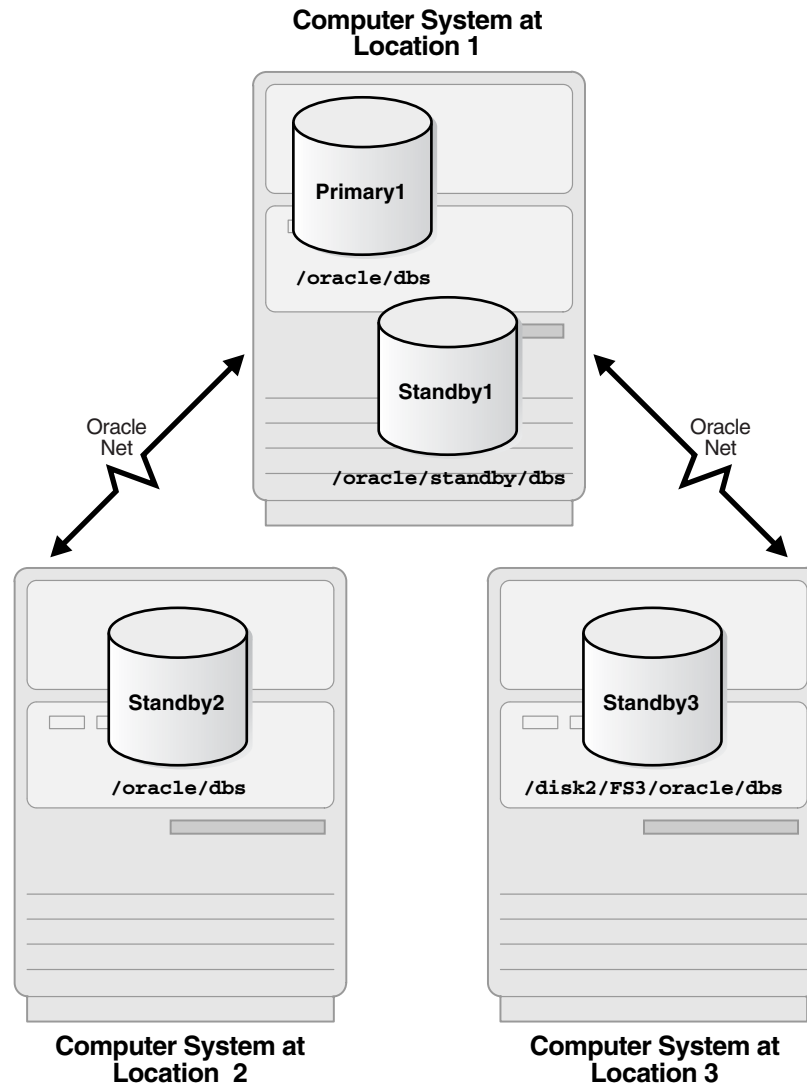 Computer System at
Location 1
Primary1
/oracle/dbs
Standby1
/oracle/standby/dbs
Oracle
Net
Oracle
Net
Standby2
/oracle/dbs
Standby3
/disk2/FS3/oracle/dbs
Computer System at
Location 2
Computer System at
Location 3